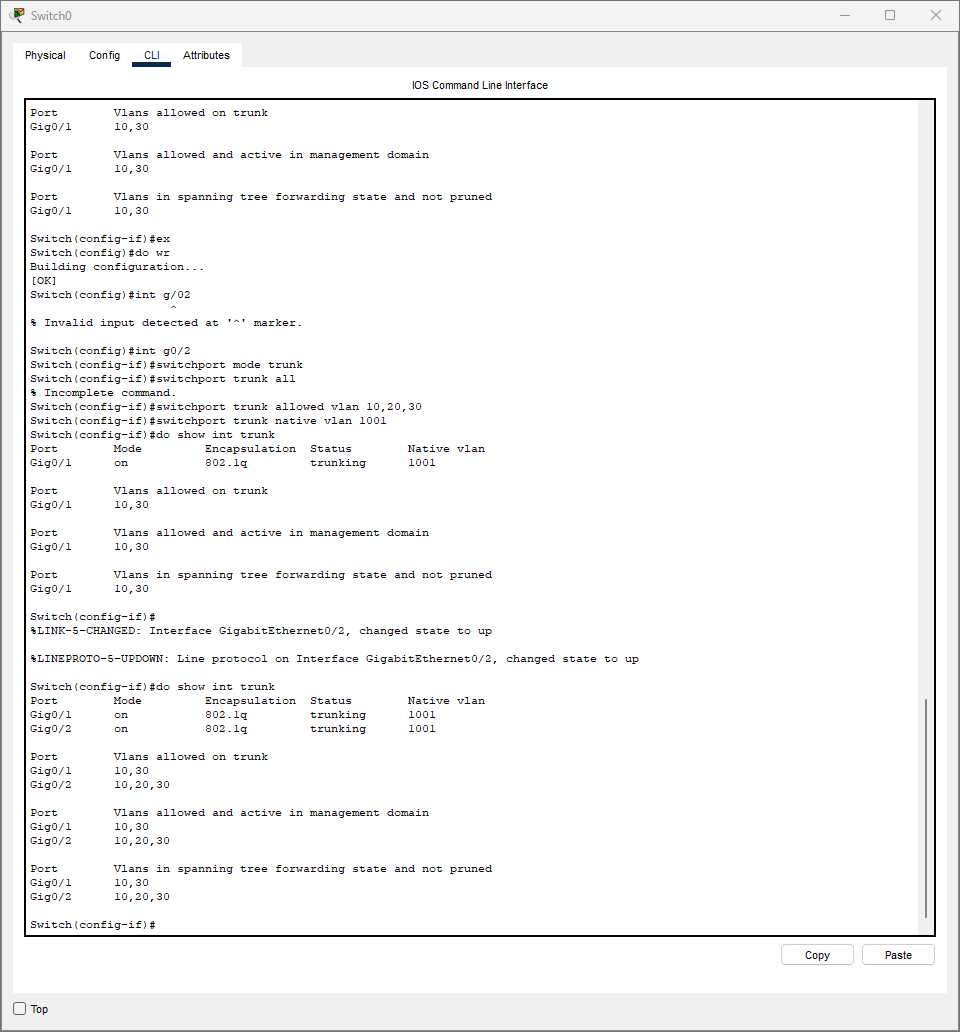 Switch0
Physical Config CLI Attributes
IOS Command Line Interface
Port        Vlans allowed on trunk
Gig0/1      10,30

Port        Vlans allowed and active in management domain
Gig0/1      10,30

Port        Vlans in spanning tree forwarding state and not pruned
Gig0/1      10,30

Switch(config-if)#ex
Switch(config)#do wr
Building configuration...
[OK]
Switch(config)#int g/02
                    ^
% Invalid input detected at '^' marker.

Switch(config)#int g0/2
Switch(config-if)#switchport mode trunk
Switch(config-if)#switchport trunk all
% Incomplete command.
Switch(config-if)#switchport trunk allowed vlan 10,20,30
Switch(config-if)#switchport trunk native vlan 1001
Switch(config-if)#do show int trunk
Port        Mode         Encapsulation  Status        Native vlan
Gig0/1      on           802.1q         trunking      1001

Port        Vlans allowed on trunk
Gig0/1      10,30

Port        Vlans allowed and active in management domain
Gig0/1      10,30

Port        Vlans in spanning tree forwarding state and not pruned
Gig0/1      10,30

Switch(config-if)#
%LINK-5-CHANGED: Interface GigabitEthernet0/2, changed state to up

%LINEPROTO-5-UPDOWN: Line protocol on Interface GigabitEthernet0/2, changed state to up

Switch(config-if)#do show int trunk
Port        Mode         Encapsulation  Status        Native vlan
Gig0/1      on           802.1q         trunking      1001
Gig0/2      on           802.1q         trunking      1001

Port        Vlans allowed on trunk
Gig0/1      10,30
Gig0/2      10,20,30

Port        Vlans allowed and active in management domain
Gig0/1      10,30
Gig0/2      10,20,30

Port        Vlans in spanning tree forwarding state and not pruned
Gig0/1      10,30
Gig0/2      10,20,30

Switch(config-if)#
Copy Paste
Top